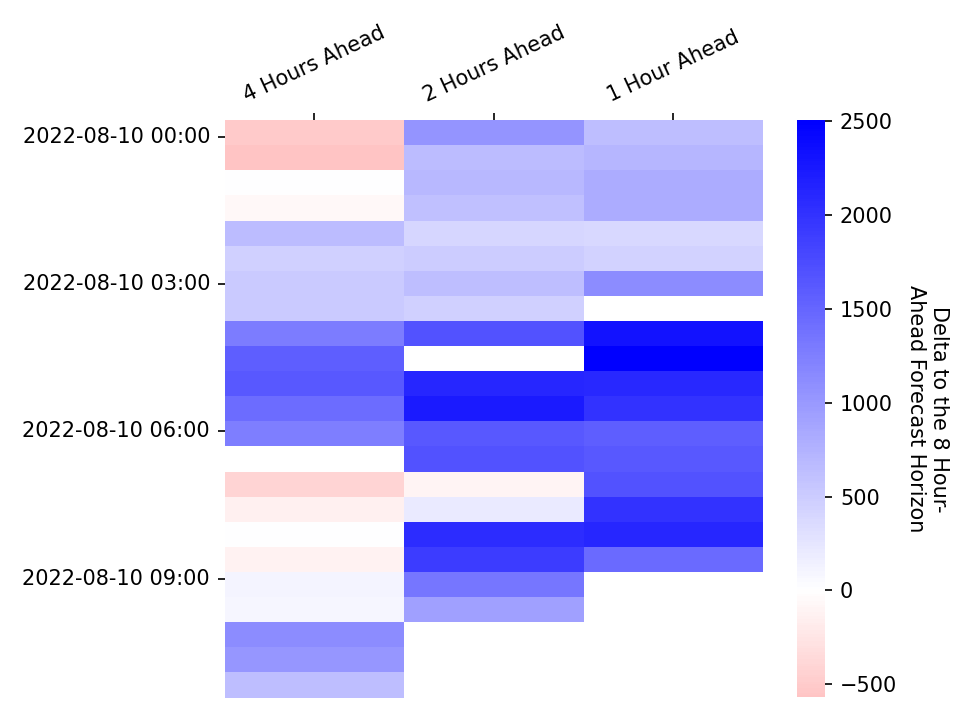 4 Hours Ahead
2 Hours Ahead
1 Hour Ahead
2022-08-10 00:00
2022-08-10 03:00
2022-08-10 06:00
2022-08-10 09:00
2500
2000
1500
1000
500
0
−500
Delta to the 8 Hour-
Ahead Forecast Horizon